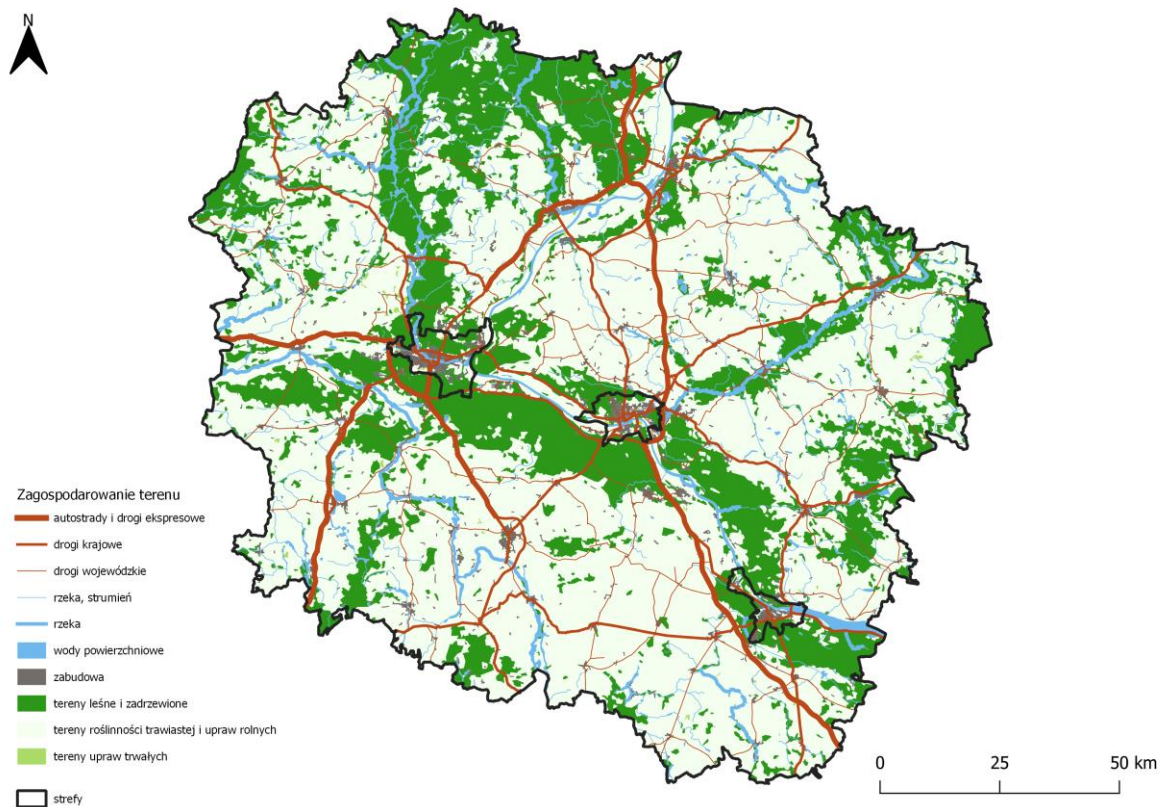 N
Zagospodarowanie terenu
autostrady i drogi ekspresowe
drogi krajowe
drogi wojewódzkie
rzeka, strumień
rzeka
wody powierzchniowe
zabudowa
tereny leśne i zadrzewione
tereny roślinności trawiastej i upraw rolnych
tereny upraw trwałych
strefy
0 25 50 km